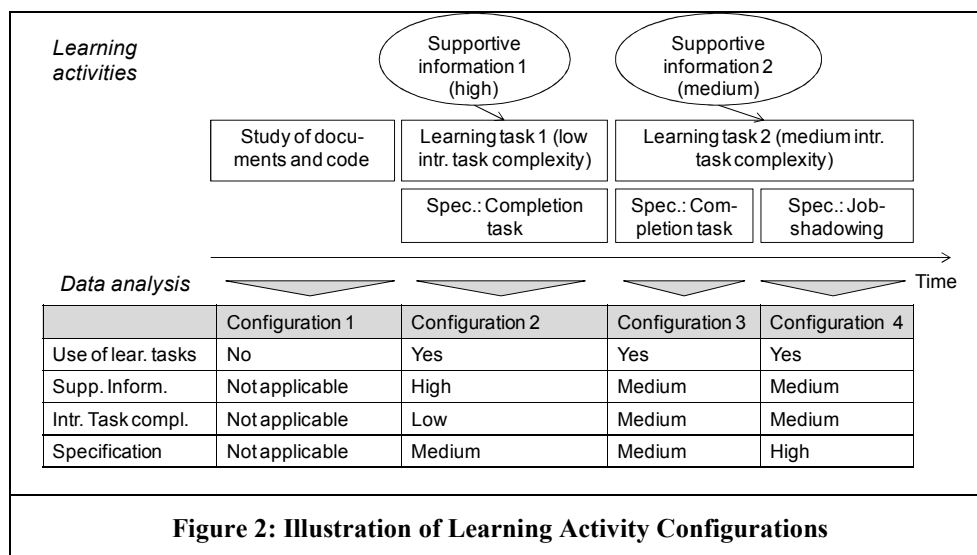 Learning
activities
Supportive
information 1
(high)
Supportive
information 2
(medium)
Study of docu-
ments and code
Learning task 1 (low
intr. task complexity)
Learning task 2 (medium intr.
task complexity)
Spec.: Completion
task
Spec.: Com-
pletion task
Spec.: Job-
shadowing
Data analysis
Time
Configuration 1 Configuration 2 Configuration 3 Configuration 4
Use of lear. tasks No Yes Yes Yes
Supp. Inform. Not applicable High Medium Medium
Intr. Task compl. Not applicable Low Medium Medium
Specification Not applicable Medium Medium High
Figure 2: Illustration of Learning Activity Configurations